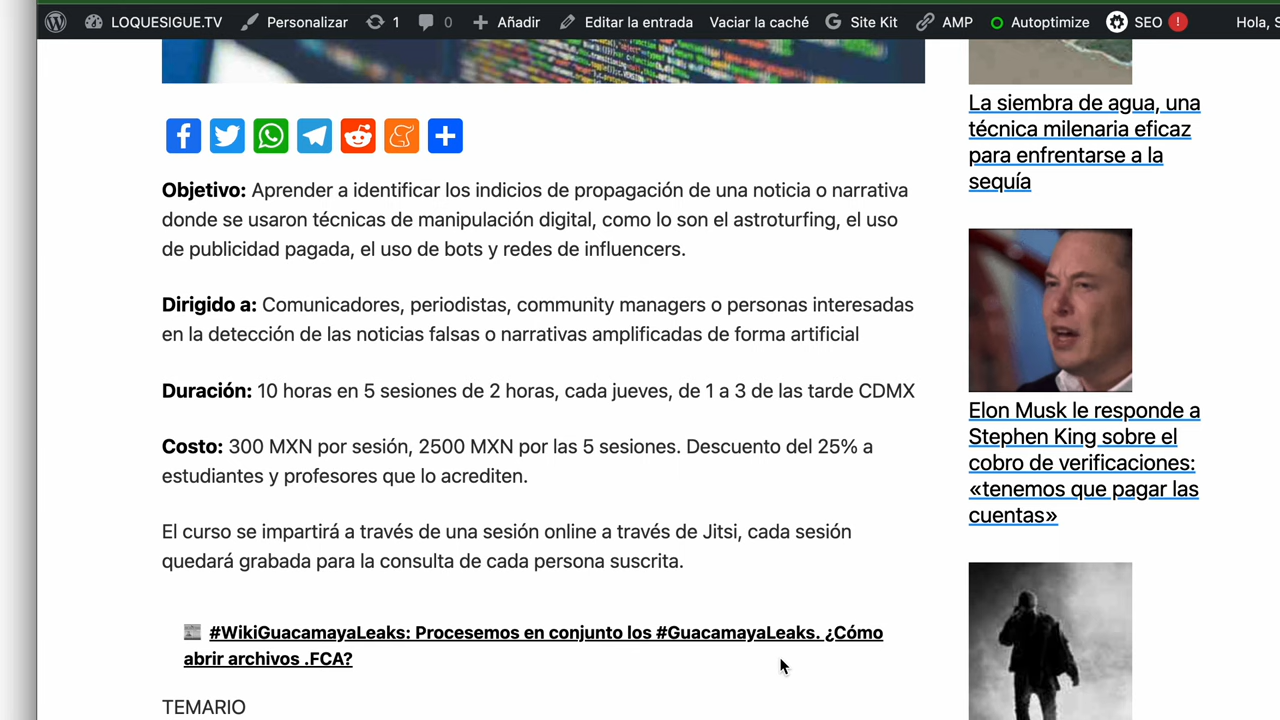 LOQUESIGUE.TV Personalizar 1 0 Añadir Editar la entrada Vaciar la caché Site Kit AMP Autoptimize SEO ! Hola, S
Objetivo: Aprender a identificar los indicios de propagación de una noticia o narrativa
donde se usaron técnicas de manipulación digital, como lo son el astroturfing, el uso
de publicidad pagada, el uso de bots y redes de influencers.
Dirigido a: Comunicadores, periodistas, community managers o personas interesadas
en la detección de las noticias falsas o narrativas amplificadas de forma artificial
Duración: 10 horas en 5 sesiones de 2 horas, cada jueves, de 1 a 3 de las tarde CDMX
Costo: 300 MXN por sesión, 2500 MXN por las 5 sesiones. Descuento del 25% a
estudiantes y profesores que lo acrediten.
El curso se impartirá a través de una sesión online a través de Jitsi, cada sesión
quedará grabada para la consulta de cada persona suscrita.
#WikiGuacamayaLeaks: Procesemos en conjunto los #GuacamayaLeaks. ¿Cómo
abrir archivos .FCA?
TEMARIO
La siembra de agua, una
técnica milenaria eficaz
para enfrentarse a la
sequía
Elon Musk le responde a
Stephen King sobre el
cobro de verificaciones:
«tenemos que pagar las
cuentas»